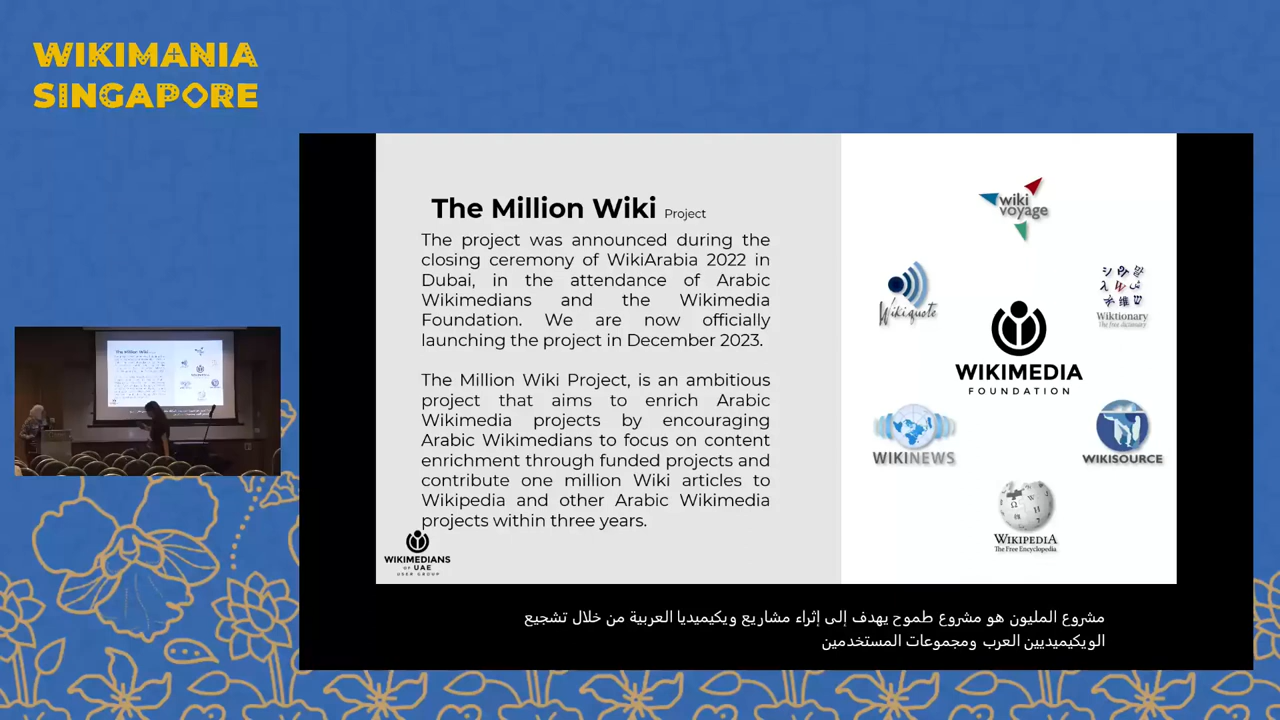 WIKIMANIA
SINGAPORE
The Million Wiki Project
The project was announced during the
closing ceremony of WikiArabia 2022 in
Dubai, in the attendance of Arabic
Wikimedians and the Wikimedia
Foundation. We are now officially
launching the project in December 2023.
The Million Wiki Project, is an ambitious
project that aims to enrich Arabic
Wikimedia projects by encouraging
Arabic Wikimedians to focus on content
enrichment through funded projects and
contribute one million Wiki articles to
Wikipedia and other Arabic Wikimedia
projects within three years.
WIKIMEDIANS
OF UAE
USER GROUP
wiki
voyage
Wikiquote
Wiktionary
The free dictionary
WIKIMEDIA
FOUNDATION
WIKINEWS
WIKISOURCE
WIKIPEDIA
The Free Encyclopedia
مشروع المليون هو مشروع طموح يهدف إلى إثراء مشاريع ويكيميديا العربية من خلال تشجيع
الويكيميديين العرب ومجموعات المستخدمين